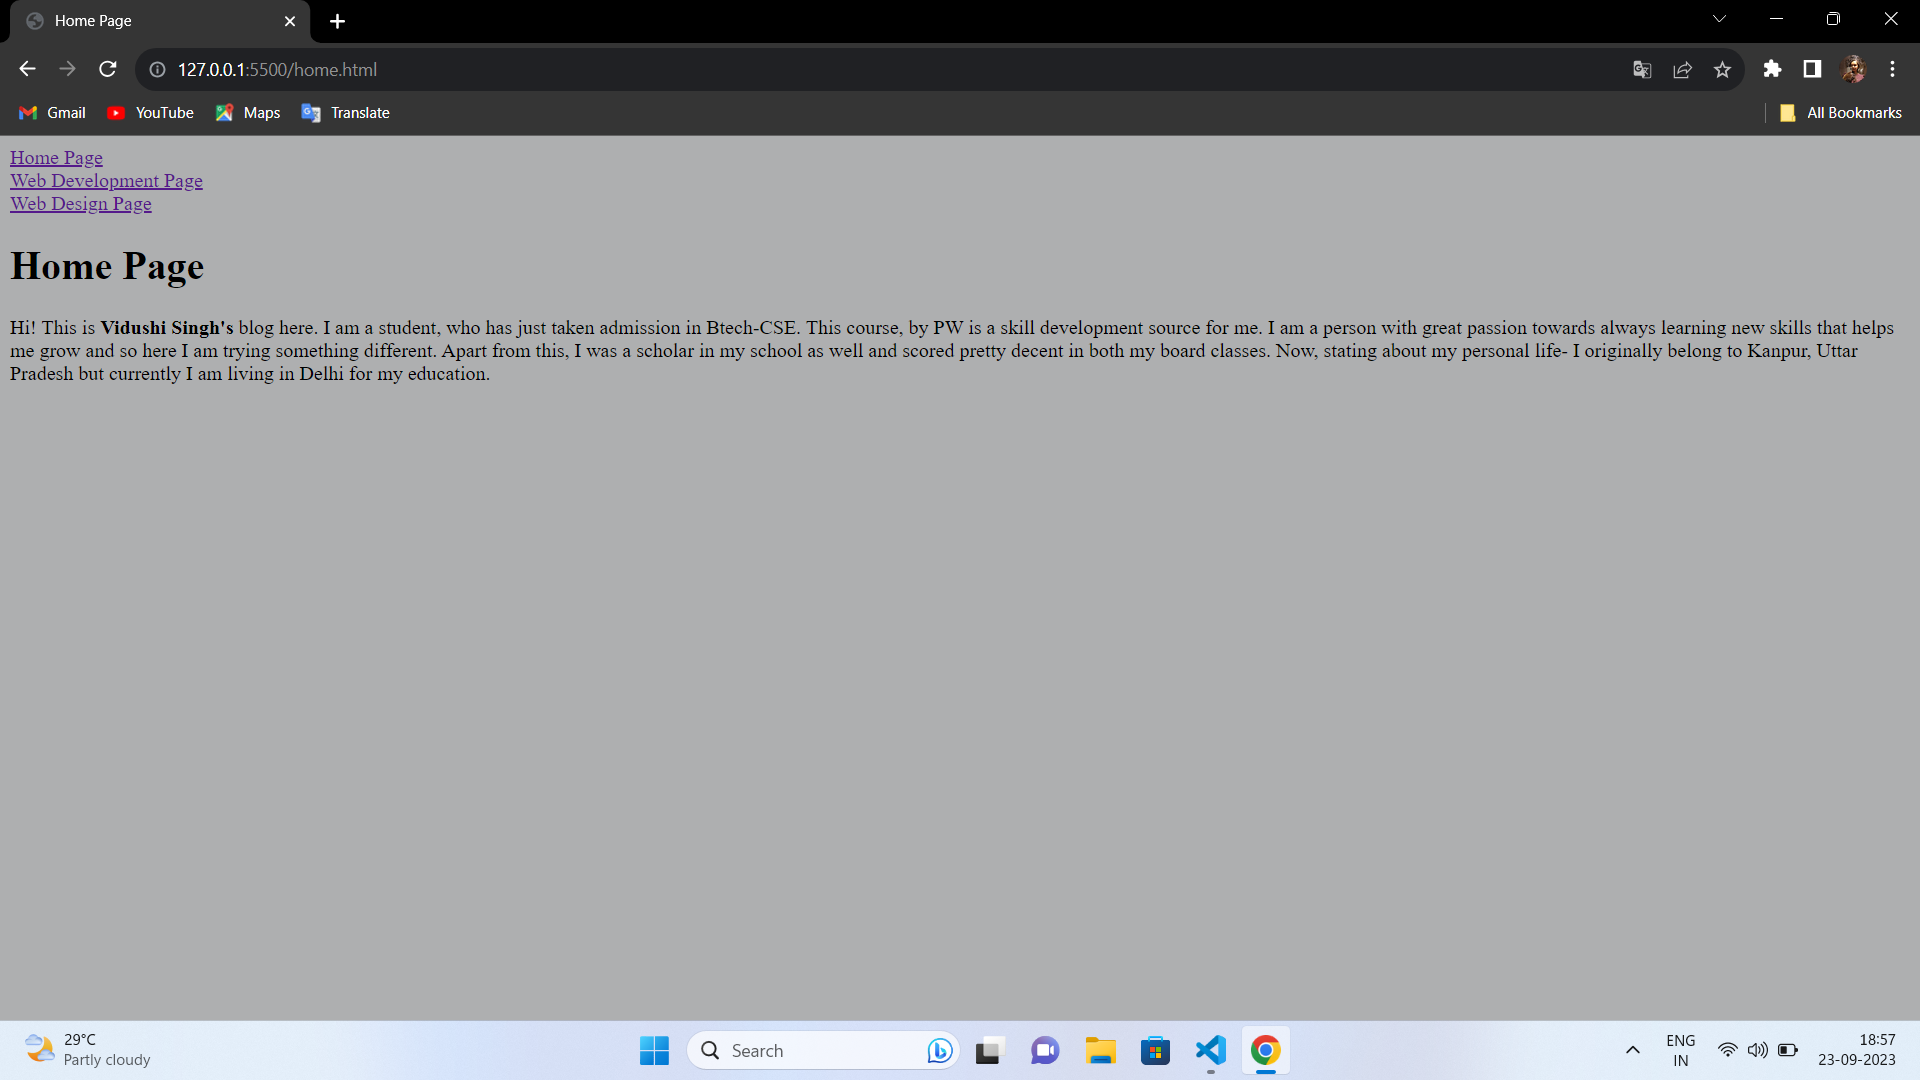 Home Page
127.0.0.1:5500/home.html
Gmail YouTube Maps Translate All Bookmarks
Home Page
Web Development Page
Web Design Page
Home Page
Hi! This is Vidushi Singh's blog here. I am a student, who has just taken admission in Btech-CSE. This course, by PW is a skill development source for me. I am a person with great passion towards always learning new skills that helps
me grow and so here I am trying something different. Apart from this, I was a scholar in my school as well and scored pretty decent in both my board classes. Now, stating about my personal life- I originally belong to Kanpur, Uttar
Pradesh but currently I am living in Delhi for my education.
29°C
Partly cloudy
Search
ENG
IN
18:57
23-09-2023